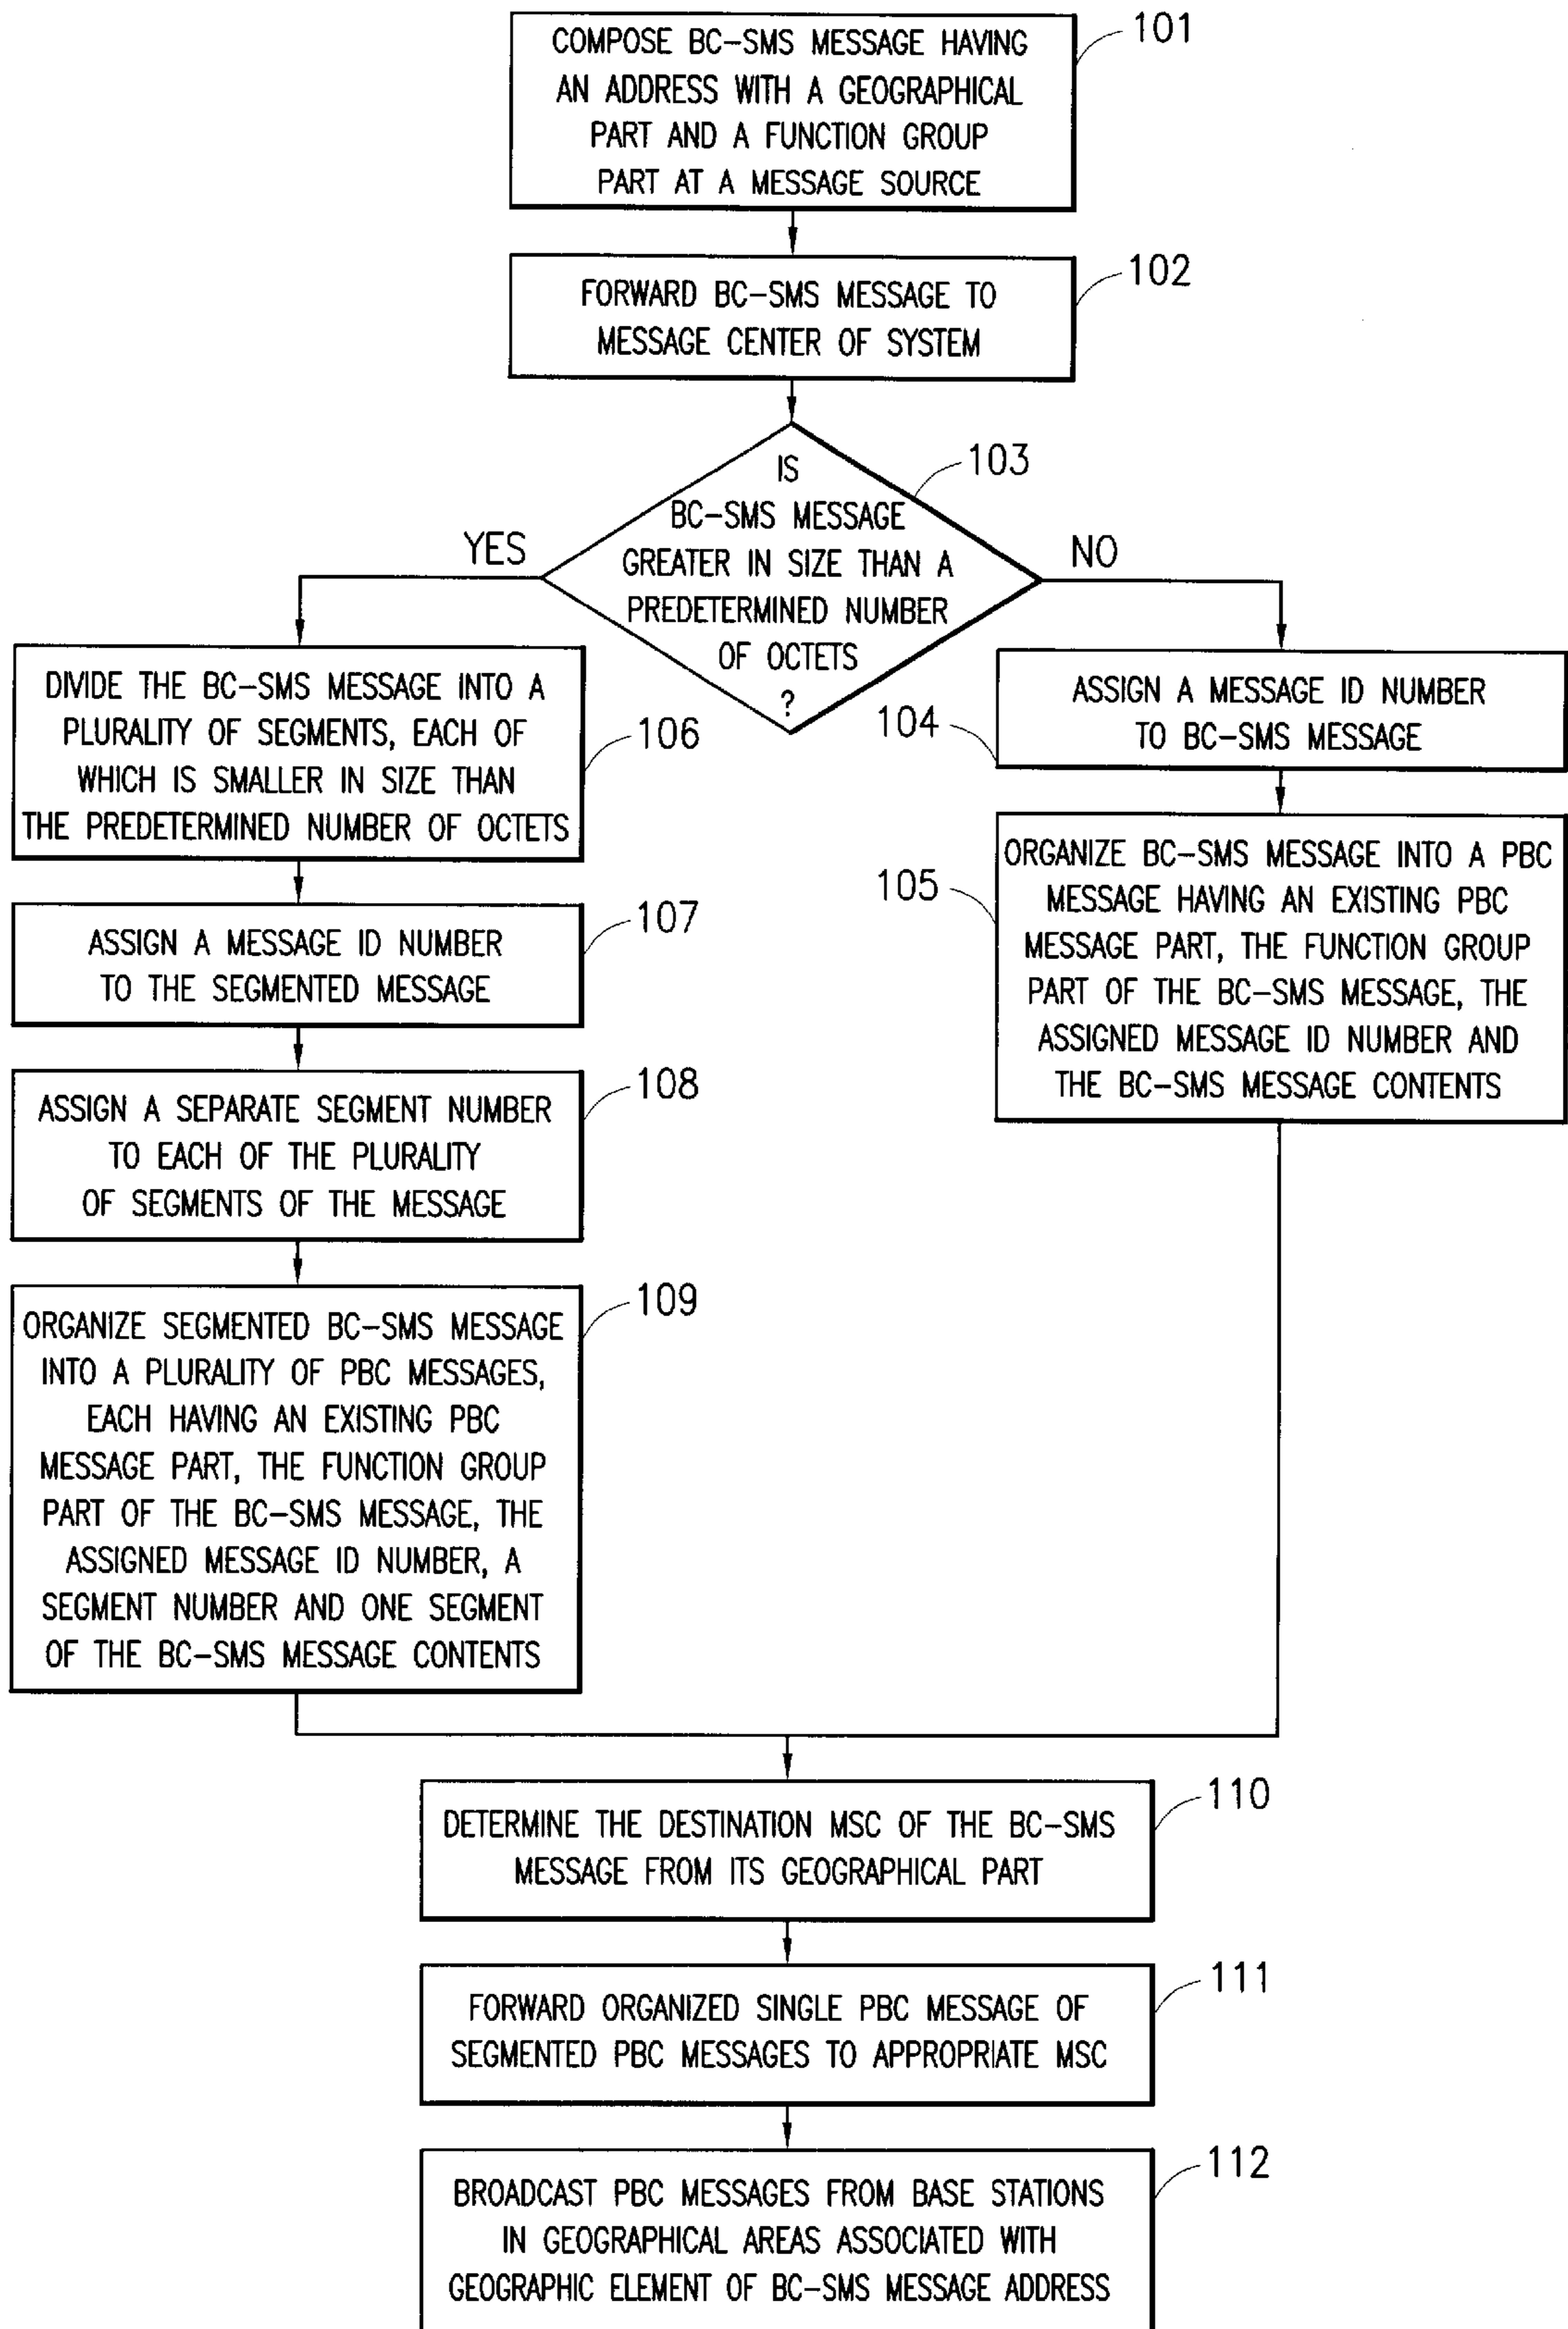 COMPOSE BC-SMS MESSAGE HAVING
AN ADDRESS WITH A GEOGRAPHICAL
PART AND A FUNCTION GROUP
PART AT A MESSAGE SOURCE
101
FORWARD BC-SMS MESSAGE TO
MESSAGE CENTER OF SYSTEM
102
IS
BC-SMS MESSAGE
GREATER IN SIZE THAN A
PREDETERMINED NUMBER
OF OCTETS
?
103
YES
NO
DIVIDE THE BC-SMS MESSAGE INTO A
PLURALITY OF SEGMENTS, EACH OF
WHICH IS SMALLER IN SIZE THAN
THE PREDETERMINED NUMBER OF OCTETS
106
ASSIGN A MESSAGE ID NUMBER
TO THE SEGMENTED MESSAGE
107
ASSIGN A SEPARATE SEGMENT NUMBER
TO EACH OF THE PLURALITY
OF SEGMENTS OF THE MESSAGE
108
ORGANIZE SEGMENTED BC-SMS MESSAGE
INTO A PLURALITY OF PBC MESSAGES,
EACH HAVING AN EXISTING PBC
MESSAGE PART, THE FUNCTION GROUP
PART OF THE BC-SMS MESSAGE, THE
ASSIGNED MESSAGE ID NUMBER, A
SEGMENT NUMBER AND ONE SEGMENT
OF THE BC-SMS MESSAGE CONTENTS
109
104
ASSIGN A MESSAGE ID NUMBER
TO BC-SMS MESSAGE
105
ORGANIZE BC-SMS MESSAGE INTO A PBC
MESSAGE HAVING AN EXISTING PBC
MESSAGE PART, THE FUNCTION GROUP
PART OF THE BC-SMS MESSAGE, THE
ASSIGNED MESSAGE ID NUMBER AND
THE BC-SMS MESSAGE CONTENTS
DETERMINE THE DESTINATION MSC OF THE BC-SMS
MESSAGE FROM ITS GEOGRAPHICAL PART
110
FORWARD ORGANIZED SINGLE PBC MESSAGE OF
SEGMENTED PBC MESSAGES TO APPROPRIATE MSC
111
BROADCAST PBC MESSAGES FROM BASE STATIONS
IN GEOGRAPHICAL AREAS ASSOCIATED WITH
GEOGRAPHIC ELEMENT OF BC-SMS MESSAGE ADDRESS
112